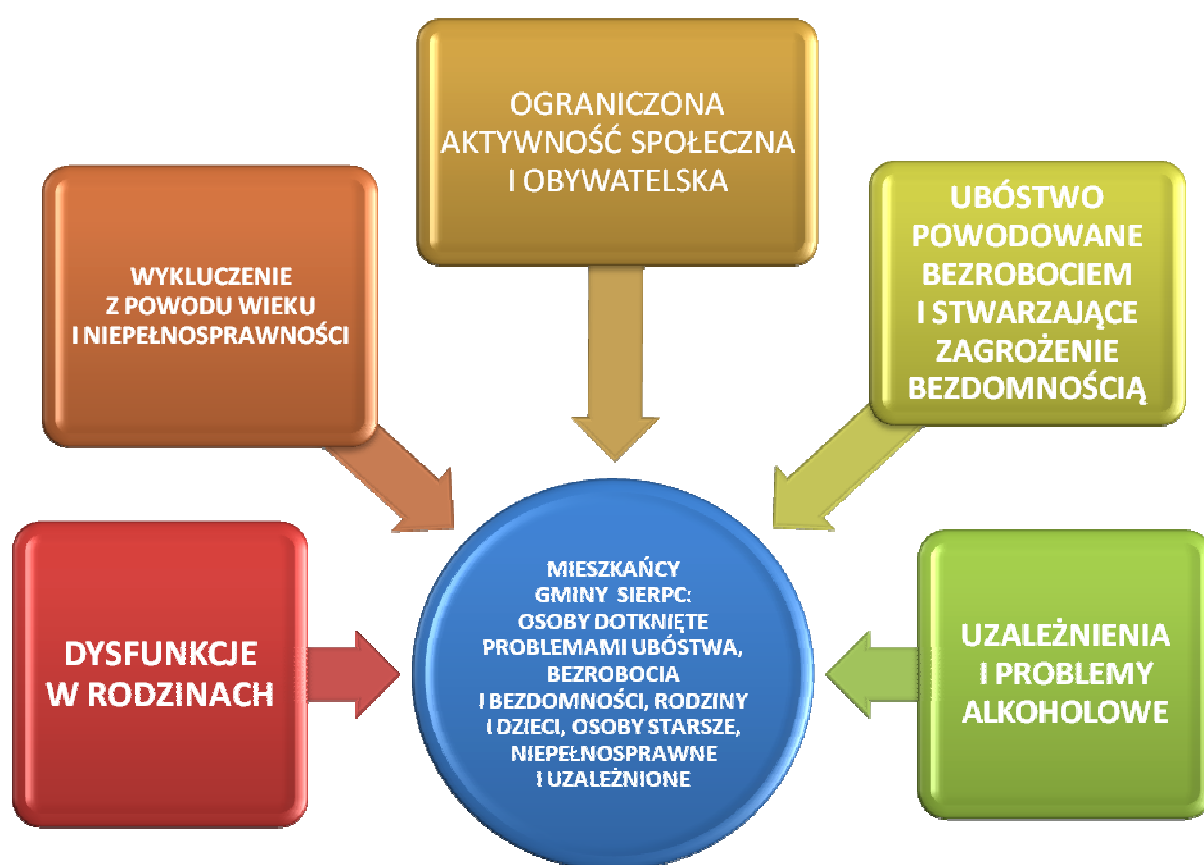 OGRANICZONA
AKTYWNOŚĆ SPOŁECZNA
I OBYWATELSKA
WYKLUCZENIE
Z POWODU WIEKU
I NIEPEŁNOSPRAWNOŚCI
UBÓSTWO
POWODOWANE
BEZROBOCIEM
I STWARZAJĄCE
ZAGROŻENIE
BEZDOMNOŚCIĄ
DYSFUNKCJE
W RODZINACH
MIESZKAŃCY
GMINY SIERPC:
OSOBY DOTKNIĘTE
PROBLEMAMI UBÓSTWA,
BEZROBOCIA
I BEZDOMNOŚCI, RODZINY
I DZIECI, OSOBY STARSZE,
NIEPEŁNOSPRAWNE
I UZALEŻNIONE
UZALEŻNIENIA
I PROBLEMY
ALKOHOLOWE